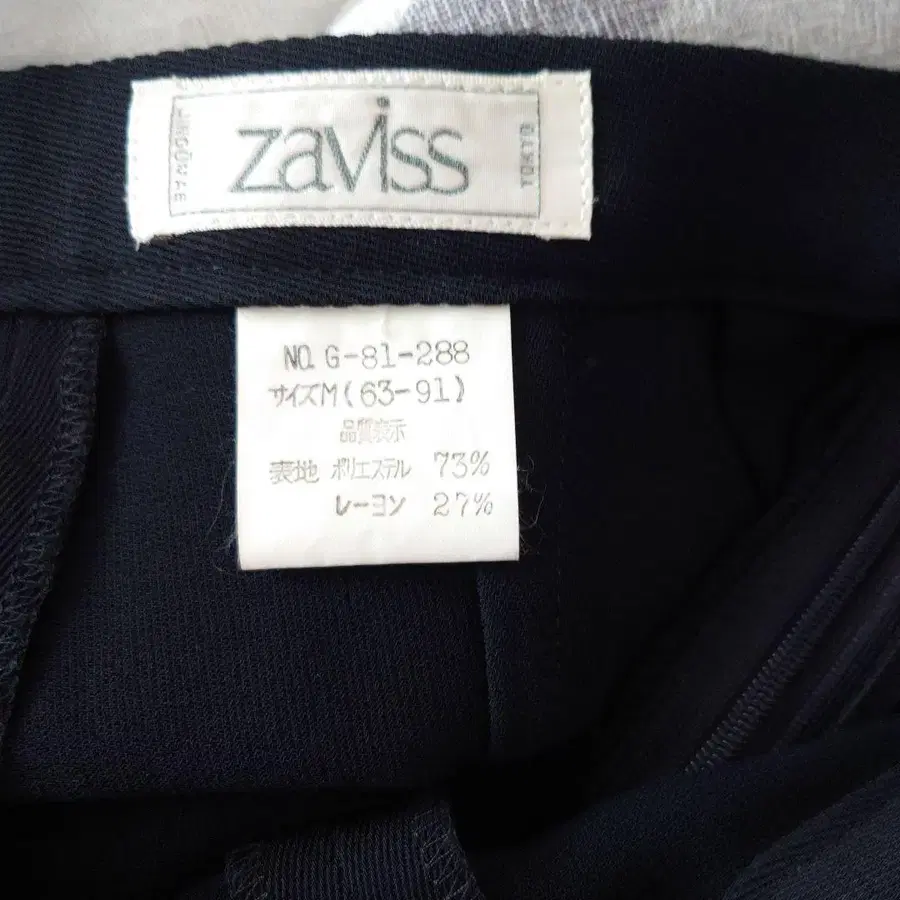 zaviss
TOKYO
NO. G-81-288
サイズM(63-91)
品質表示
表地 ポリエステル 73%
レーヨン 27%